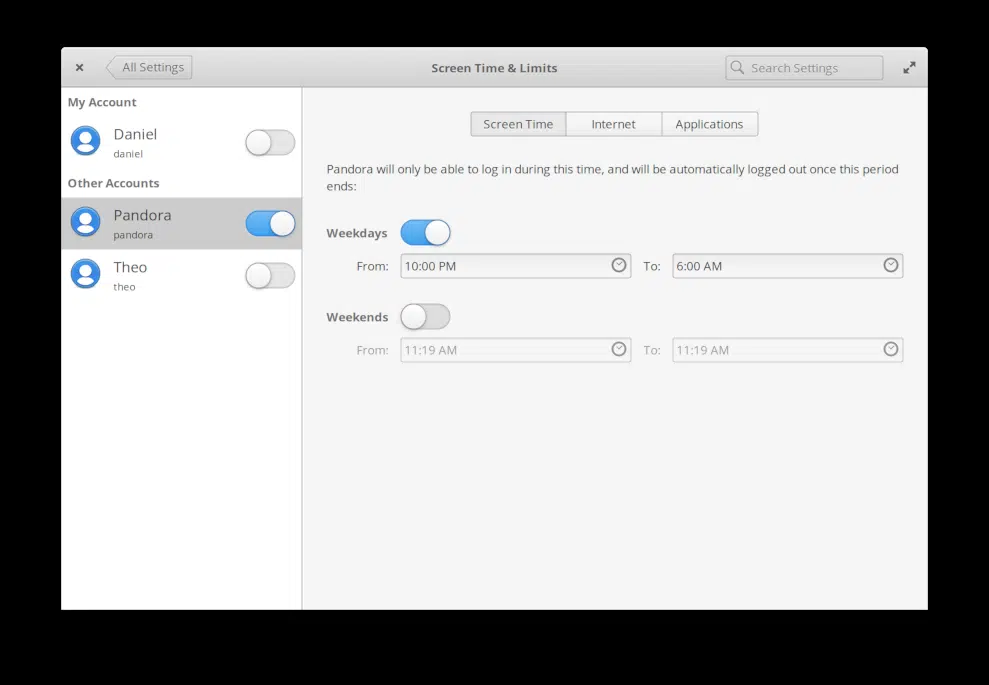 All Settings
Screen Time & Limits
Search Settings
My Account
Daniel
daniel
Other Accounts
Pandora
pandora
Theo
theo
Screen Time
Internet
Applications
Pandora will only be able to log in during this time, and will be automatically logged out once this period
ends:
Weekdays
From: 10:00 PM To: 6:00 AM
Weekends
From: 11:19 AM To: 11:19 AM